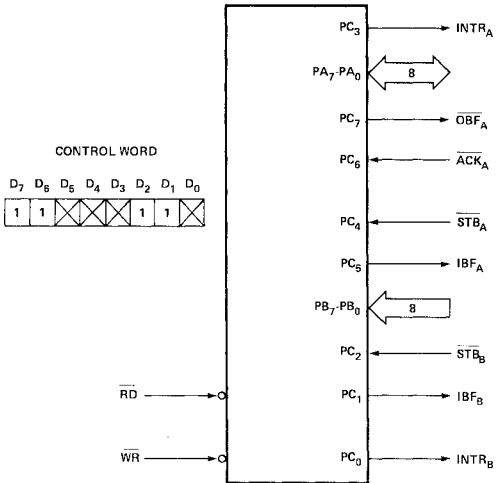 PC3 INTRA
PA7-PA0 8
PC7 OBFA
CONTROL WORD
PC6 ACKA
D7 D6 D5 D4 D3 D2 D1 D0
1 1 1 1
PC4 STBA
PC5 IBFA
PB7-PB0 8
PC2 STBB
RD PC1 IBFB
WR PC0 INTRB